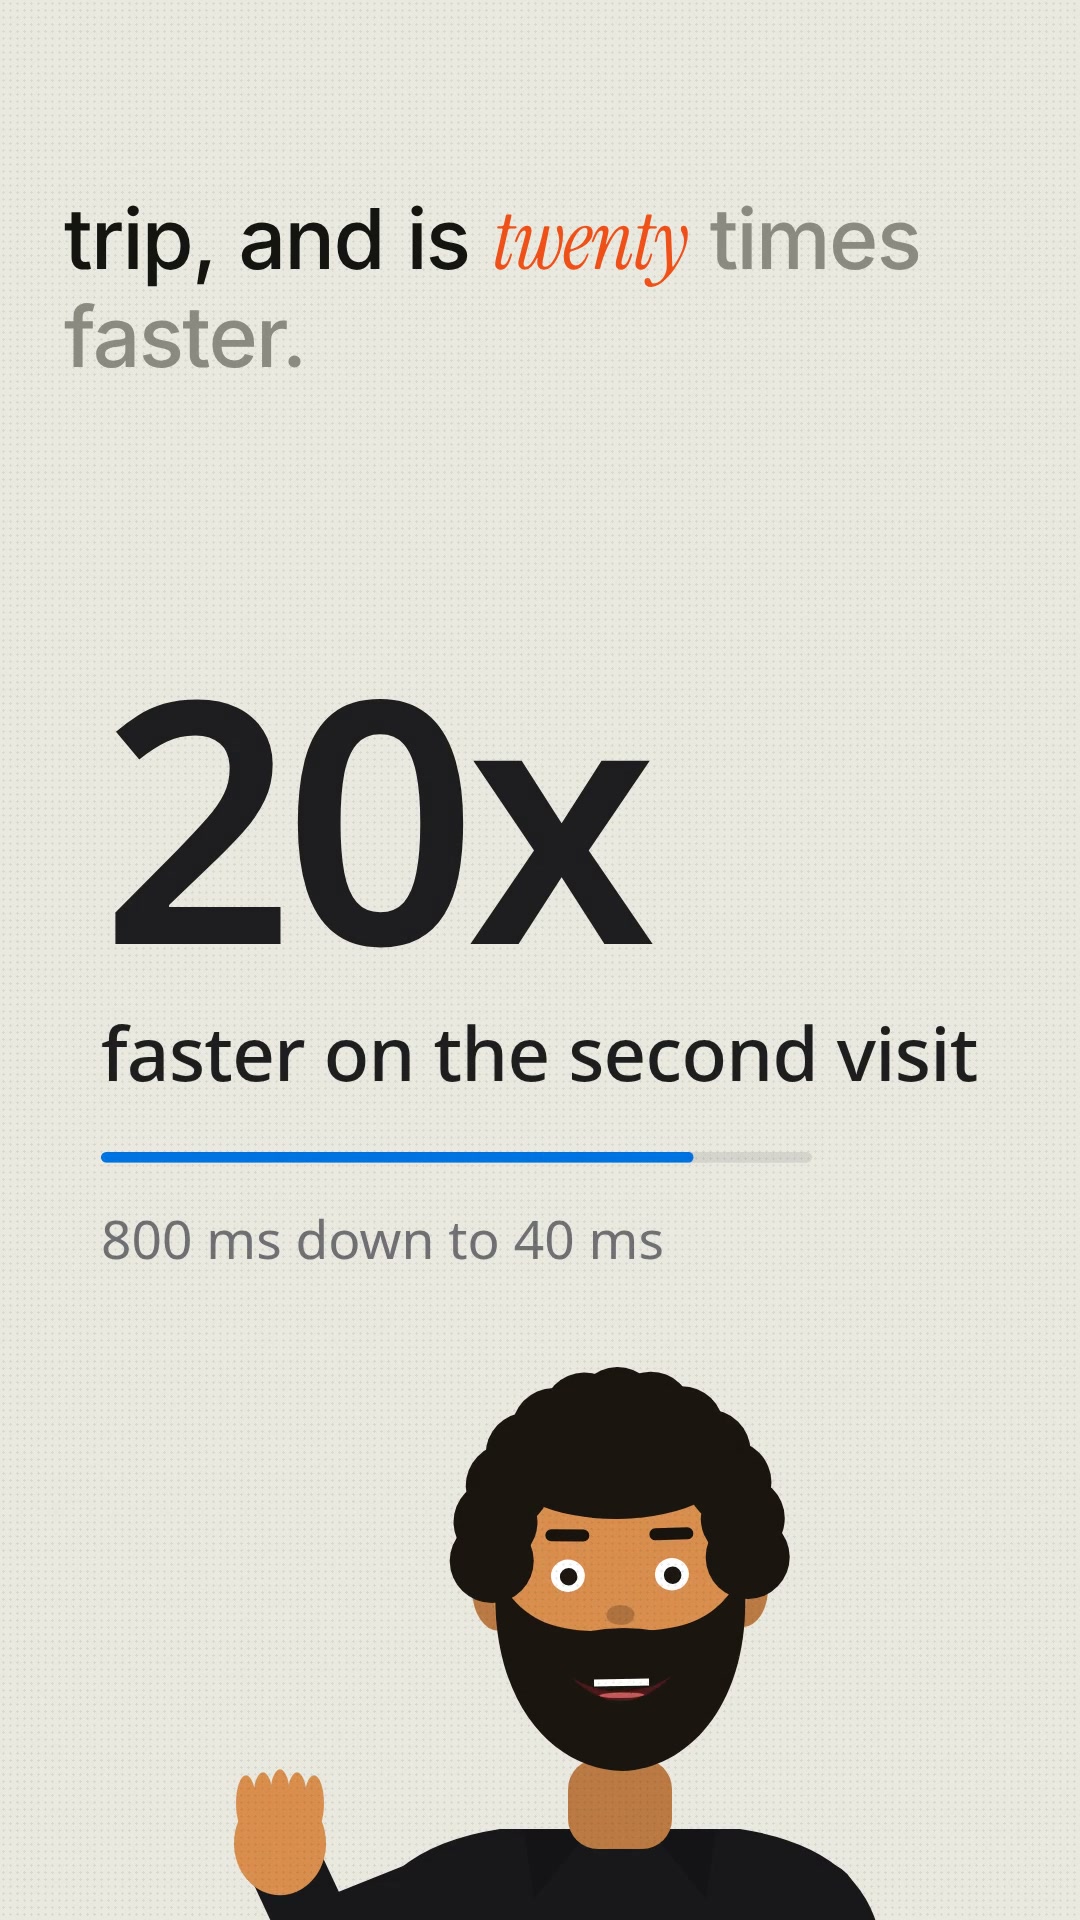 trip, and is twenty times
faster.
20x
faster on the second visit
800 ms down to 40 ms